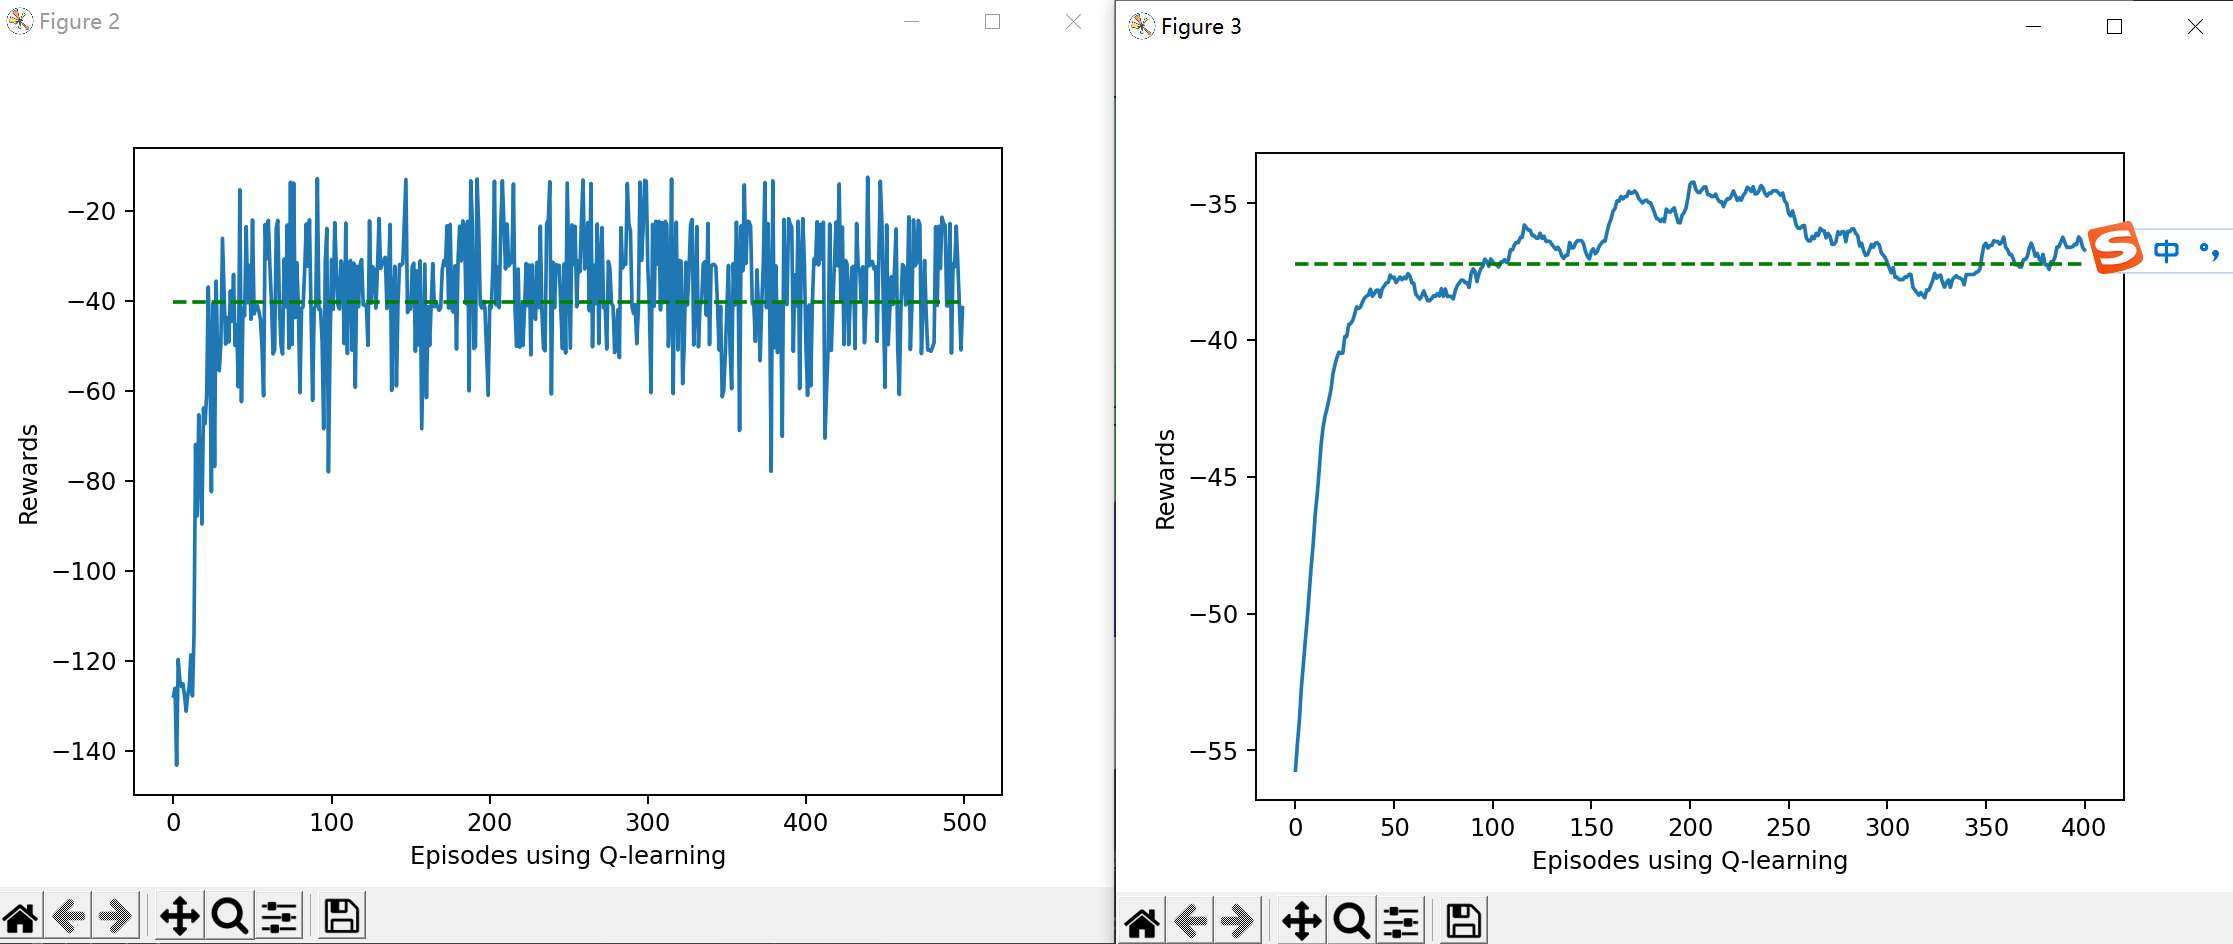 Figure 2
−20
−40
−60
−80
−100
−120
−140
Rewards
0 100 200 300 400 500
Episodes using Q-learning
Figure 3
−35
−40
−45
−50
−55
Rewards
0 50 100 150 200 250 300 350 400
Episodes using Q-learning
S 中 °,